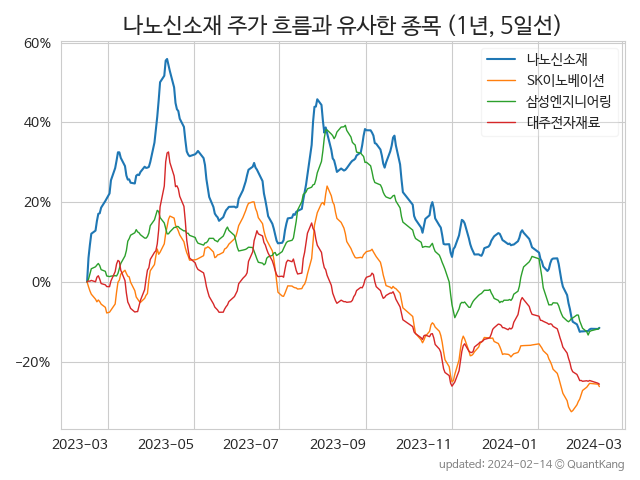 나노신소재 주가 흐름과 유사한 종목 (1년, 5일선)
60%
40%
20%
0%
−20%
나노신소재
SK이노베이션
삼성엔지니어링
대주전자재료
2023-03 2023-05 2023-07 2023-09 2023-11 2024-01 2024-03
updated: 2024-02-14 © QuantKang